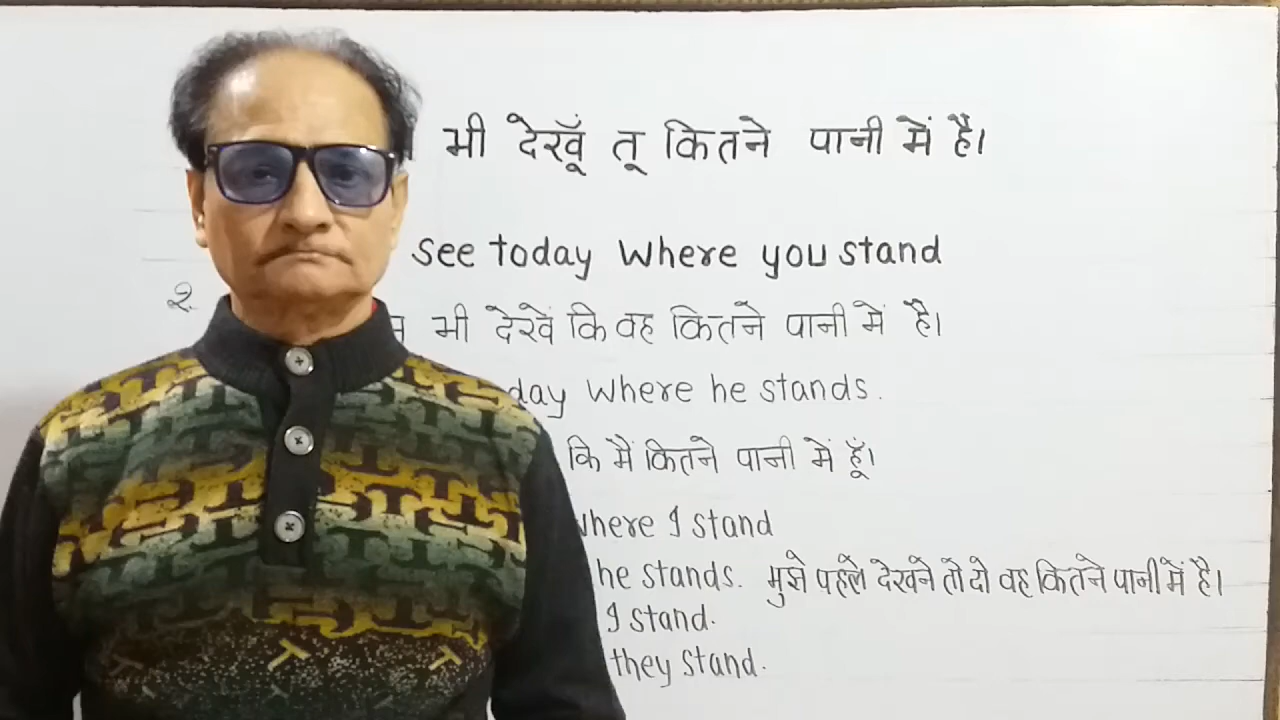 भी देखूँ तू कितने पानी में है।
see today where you stand
२.
भी देखें कि वह कितने पानी में है।
where he stands.
कि मैं कितने पानी में हूँ।
where I stand
he stands. मुझे पहले देखने तो दो वह कितने पानी में है।
I stand.
they stand.